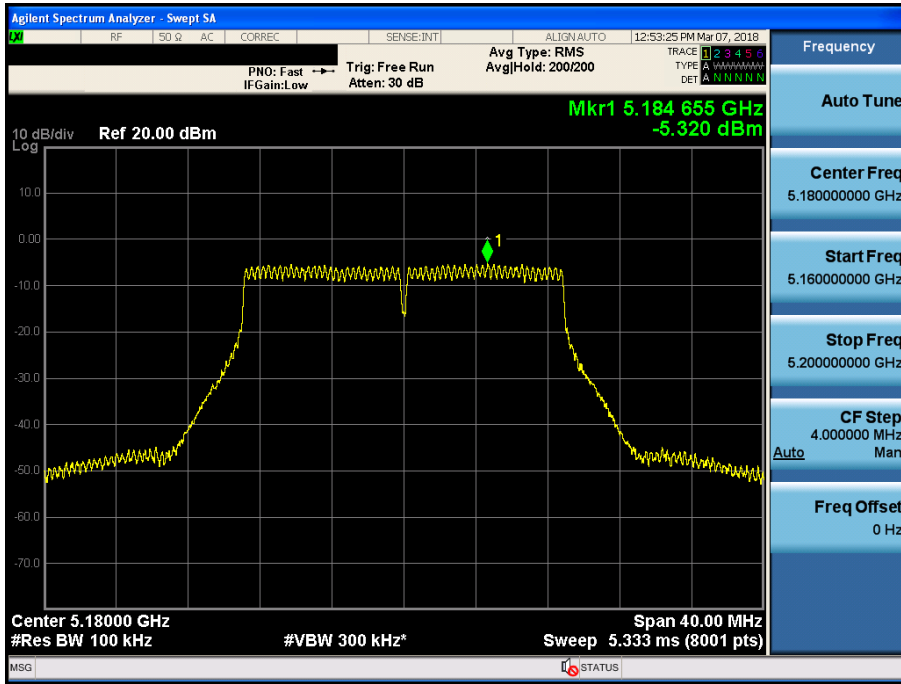 Agilent Spectrum Analyzer - Swept SA
LXI RF 50 Ω AC CORREC SENSE:INT ALIGN AUTO 12:53:25 PM Mar 07, 2018
Frequency
PNO: Fast
IFGain:Low
Trig: Free Run
Atten: 30 dB
Avg Type: RMS
Avg|Hold: 200/200
TRACE 1 2 3 4 5 6
TYPE A WWWWW
DET A N N N N N
Auto Tune
Mkr1 5.184 655 GHz
-5.320 dBm
10 dB/div Ref 20.00 dBm
Log
10.0
0.00
-10.0
-20.0
-30.0
-40.0
-50.0
-60.0
-70.0
1
Center Freq
5.180000000 GHz
Start Freq
5.160000000 GHz
Stop Freq
5.200000000 GHz
CF Step
4.000000 MHz
Auto Man
Freq Offset
0 Hz
Center 5.18000 GHz Span 40.00 MHz
#Res BW 100 kHz #VBW 300 kHz* Sweep 5.333 ms (8001 pts)
MSG STATUS